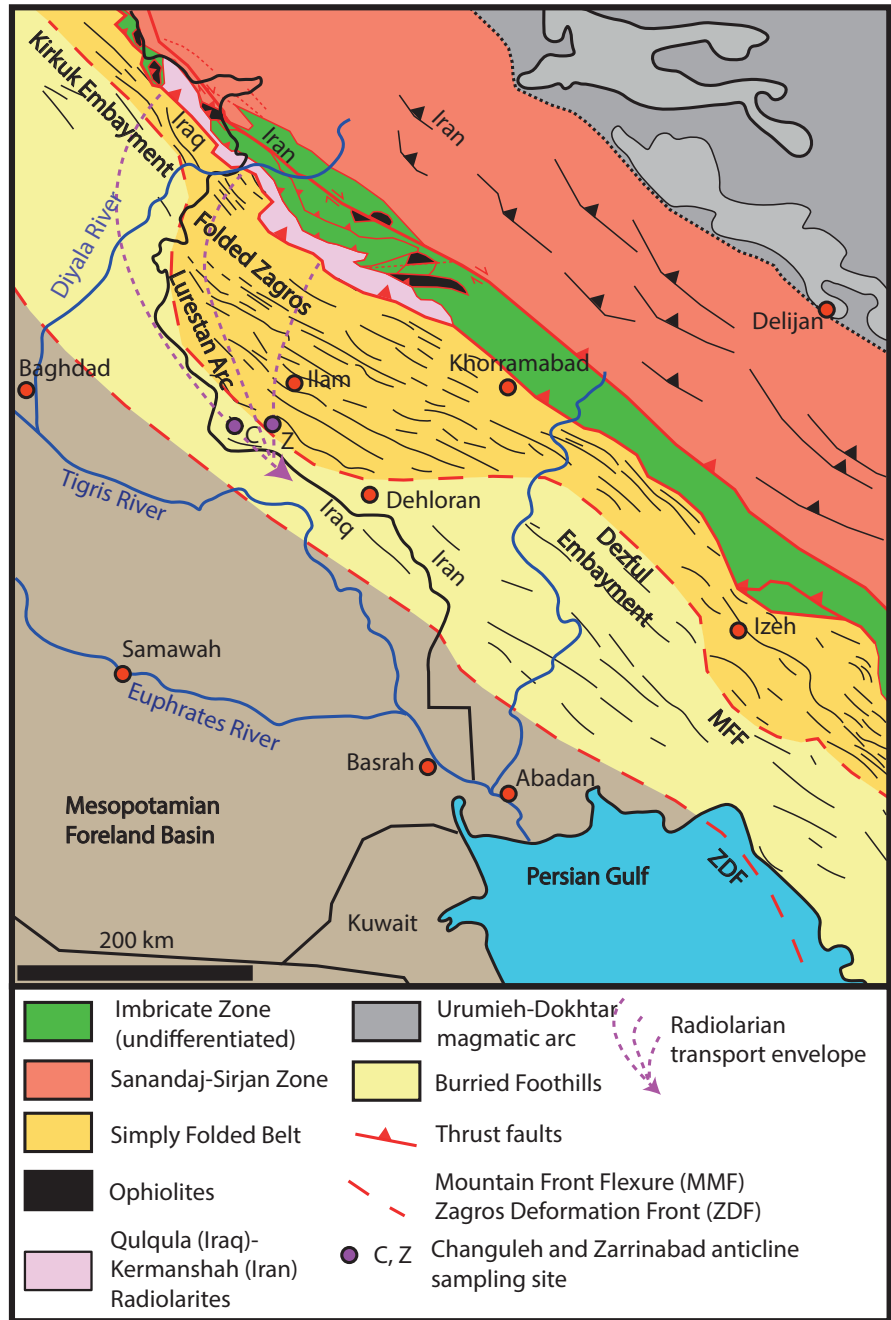 Kirkuk Embayment
Iraq
Iran
Iran
Diyala River
Folded Zagros
Lurestan Arc
Delijan
Baghdad
Ilam
Khorramabad
C
Z
Tigris River
Dehloran
Iraq
Iran
Dezful
Embayment
Izeh
Samawah
Euphrates River
MFF
Basrah
Abadan
Mesopotamian
Foreland Basin
ZDF
Persian Gulf
Kuwait
200 km
Imbricate Zone
(undifferentiated)
Sanandaj-Sirjan Zone
Simply Folded Belt
Ophiolites
Qulqula (Iraq)-
Kermanshah (Iran)
Radiolarites
Urumieh-Dokhtar
magmatic arc
Radiolarian
transport envelope
Burried Foothills
Thrust faults
Mountain Front Flexure (MMF)
Zagros Deformation Front (ZDF)
C, Z Changuleh and Zarrinabad anticline
sampling site